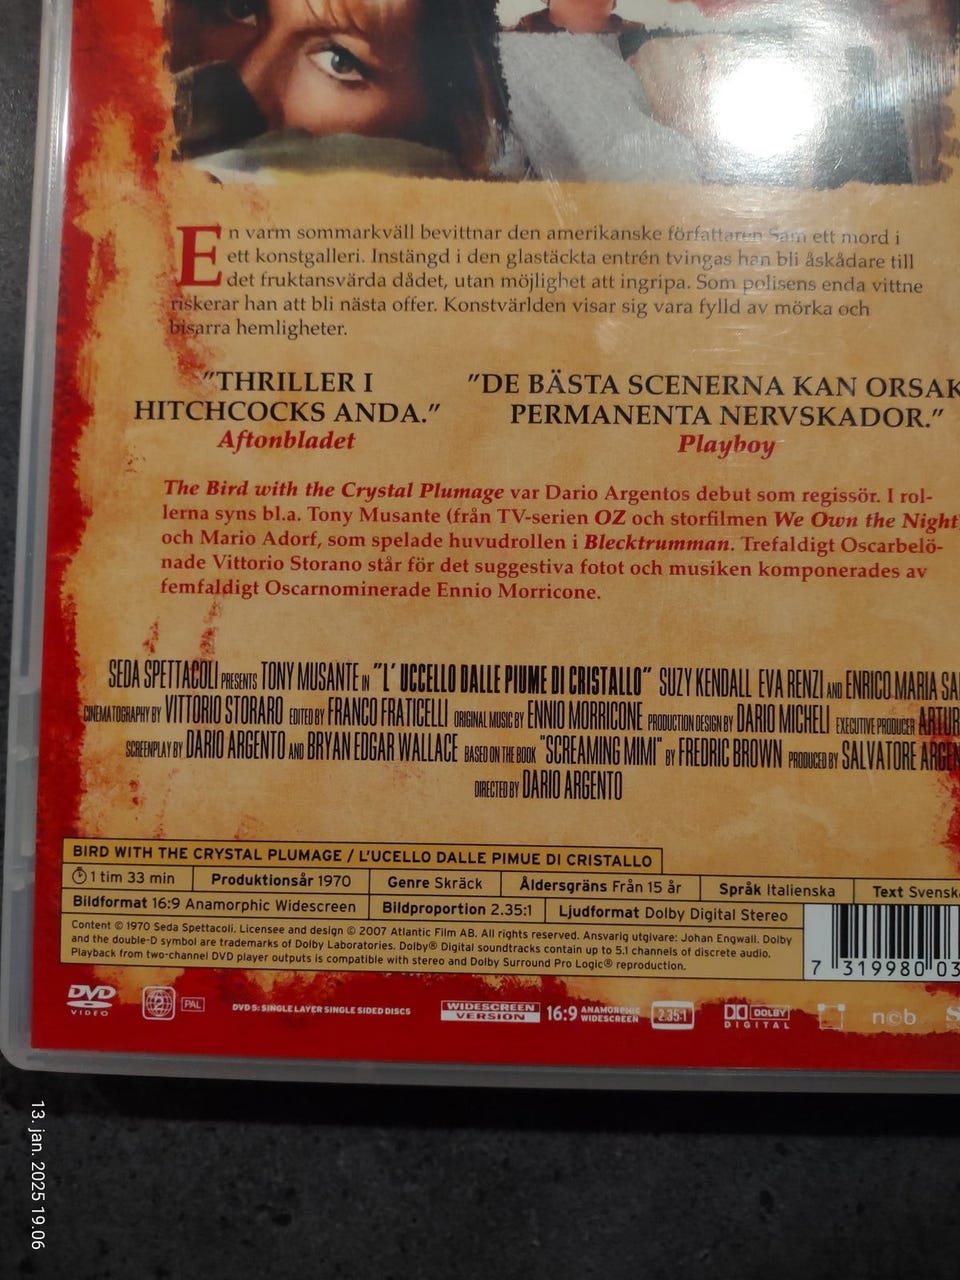 En varm sommarkväll bevittnar den amerikanske författaren Sam ett mord i
ett konstgalleri. Instängd i den glastäckta entrén tvingas han bli åskådare till
det fruktansvärda dådet, utan möjlighet att ingripa. Som polisens enda vittne
riskerar han att bli nästa offer. Konstvärlden visar sig vara fylld av mörka och
bisarra hemligheter.
"THRILLER I
HITCHCOCKS ANDA."
Aftonbladet
"DE BÄSTA SCENERNA KAN ORSAK
PERMANENTA NERVSKADOR."
Playboy
The Bird with the Crystal Plumage var Dario Argentos debut som regissör. I rol-
lerna syns bl.a. Tony Musante (från TV-serien OZ och storfilmen We Own the Night
och Mario Adorf, som spelade huvudrollen i Blecktrumman. Trefaldigt Oscarbelö-
nade Vittorio Storano står för det suggestiva fotot och musiken komponerades av
femfaldigt Oscarnominerade Ennio Morricone.
SEDA SPETTACOLI PRESENTS TONY MUSANTE IN "L' UCCELLO DALLE PIUME DI CRISTALLO" SUZY KENDALL EVA RENZI AND ENRICO MARIA SA
CINEMATOGRAPHY BY VITTORIO STORARO EDITED BY FRANCO FRATICELLI ORIGINAL MUSIC BY ENNIO MORRICONE PRODUCTION DESIGN BY DARIO MICHELI EXECUTIVE PRODUCER ARTUR
SCREENPLAY BY DARIO ARGENTO AND BRYAN EDGAR WALLACE BASED ON THE BOOK "SCREAMING MIMI" BY FREDRIC BROWN PRODUCED BY SALVATORE ARGEN
DIRECTED BY DARIO ARGENTO
BIRD WITH THE CRYSTAL PLUMAGE / L'UCELLO DALLE PIMUE DI CRISTALLO
1 tim 33 min Produktionsår 1970 Genre Skräck Åldersgräns Från 15 år Språk Italienska Text Svensk
Bildformat 16:9 Anamorphic Widescreen Bildproportion 2.35:1 Ljudformat Dolby Digital Stereo
Content © 1970 Seda Spettacoli. Licensee and design © 2007 Atlantic Film AB. All rights reserved. Ansvarig utgivare: Johan Engwall. Dolby
and the double-D symbol are trademarks of Dolby Laboratories. Dolby® Digital soundtracks contain up to 5.1 channels of discrete audio.
Playback from two-channel DVD player outputs is compatible with stereo and Dolby Surround Pro Logic® reproduction.
7 319980 03
DVD VIDEO 2 PAL DVD 5: SINGLE LAYER SINGLE SIDED DISCS WIDESCREEN VERSION 16:9 ANAMORPHIC WIDESCREEN 2.35:1 DOLBY DIGITAL ncb
13. jan. 2025 19.06